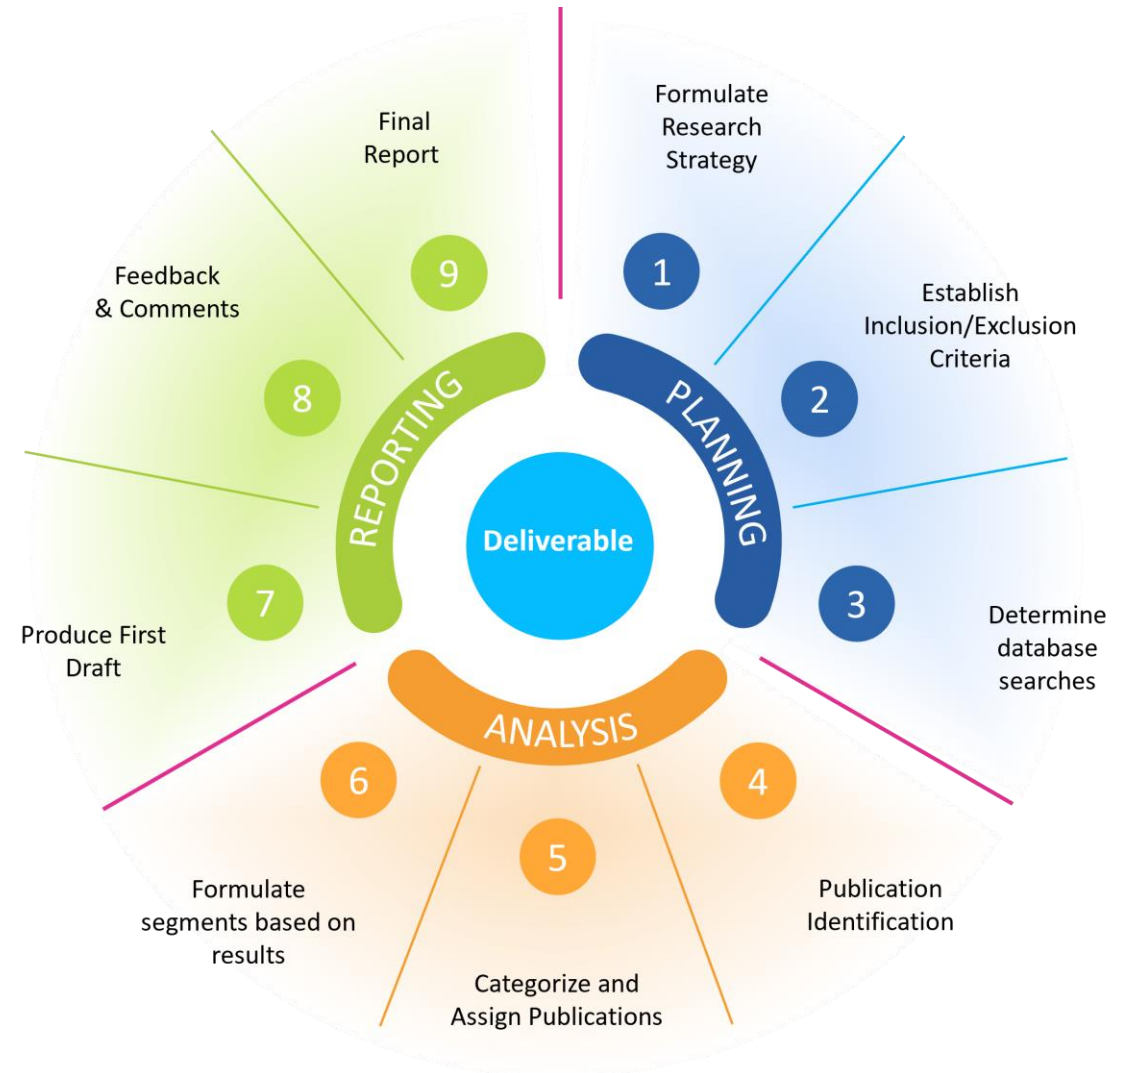 Formulate
Research
Strategy
1
Establish
Inclusion/Exclusion
Criteria
2
Determine
database
searches
3
PLANNING
Publication
Identification
4
Categorize and
Assign Publications
5
Formulate
segments based on
results
6
ANALYSIS
Produce First
Draft
7
Feedback
& Comments
8
Final
Report
9
REPORTING
Deliverable